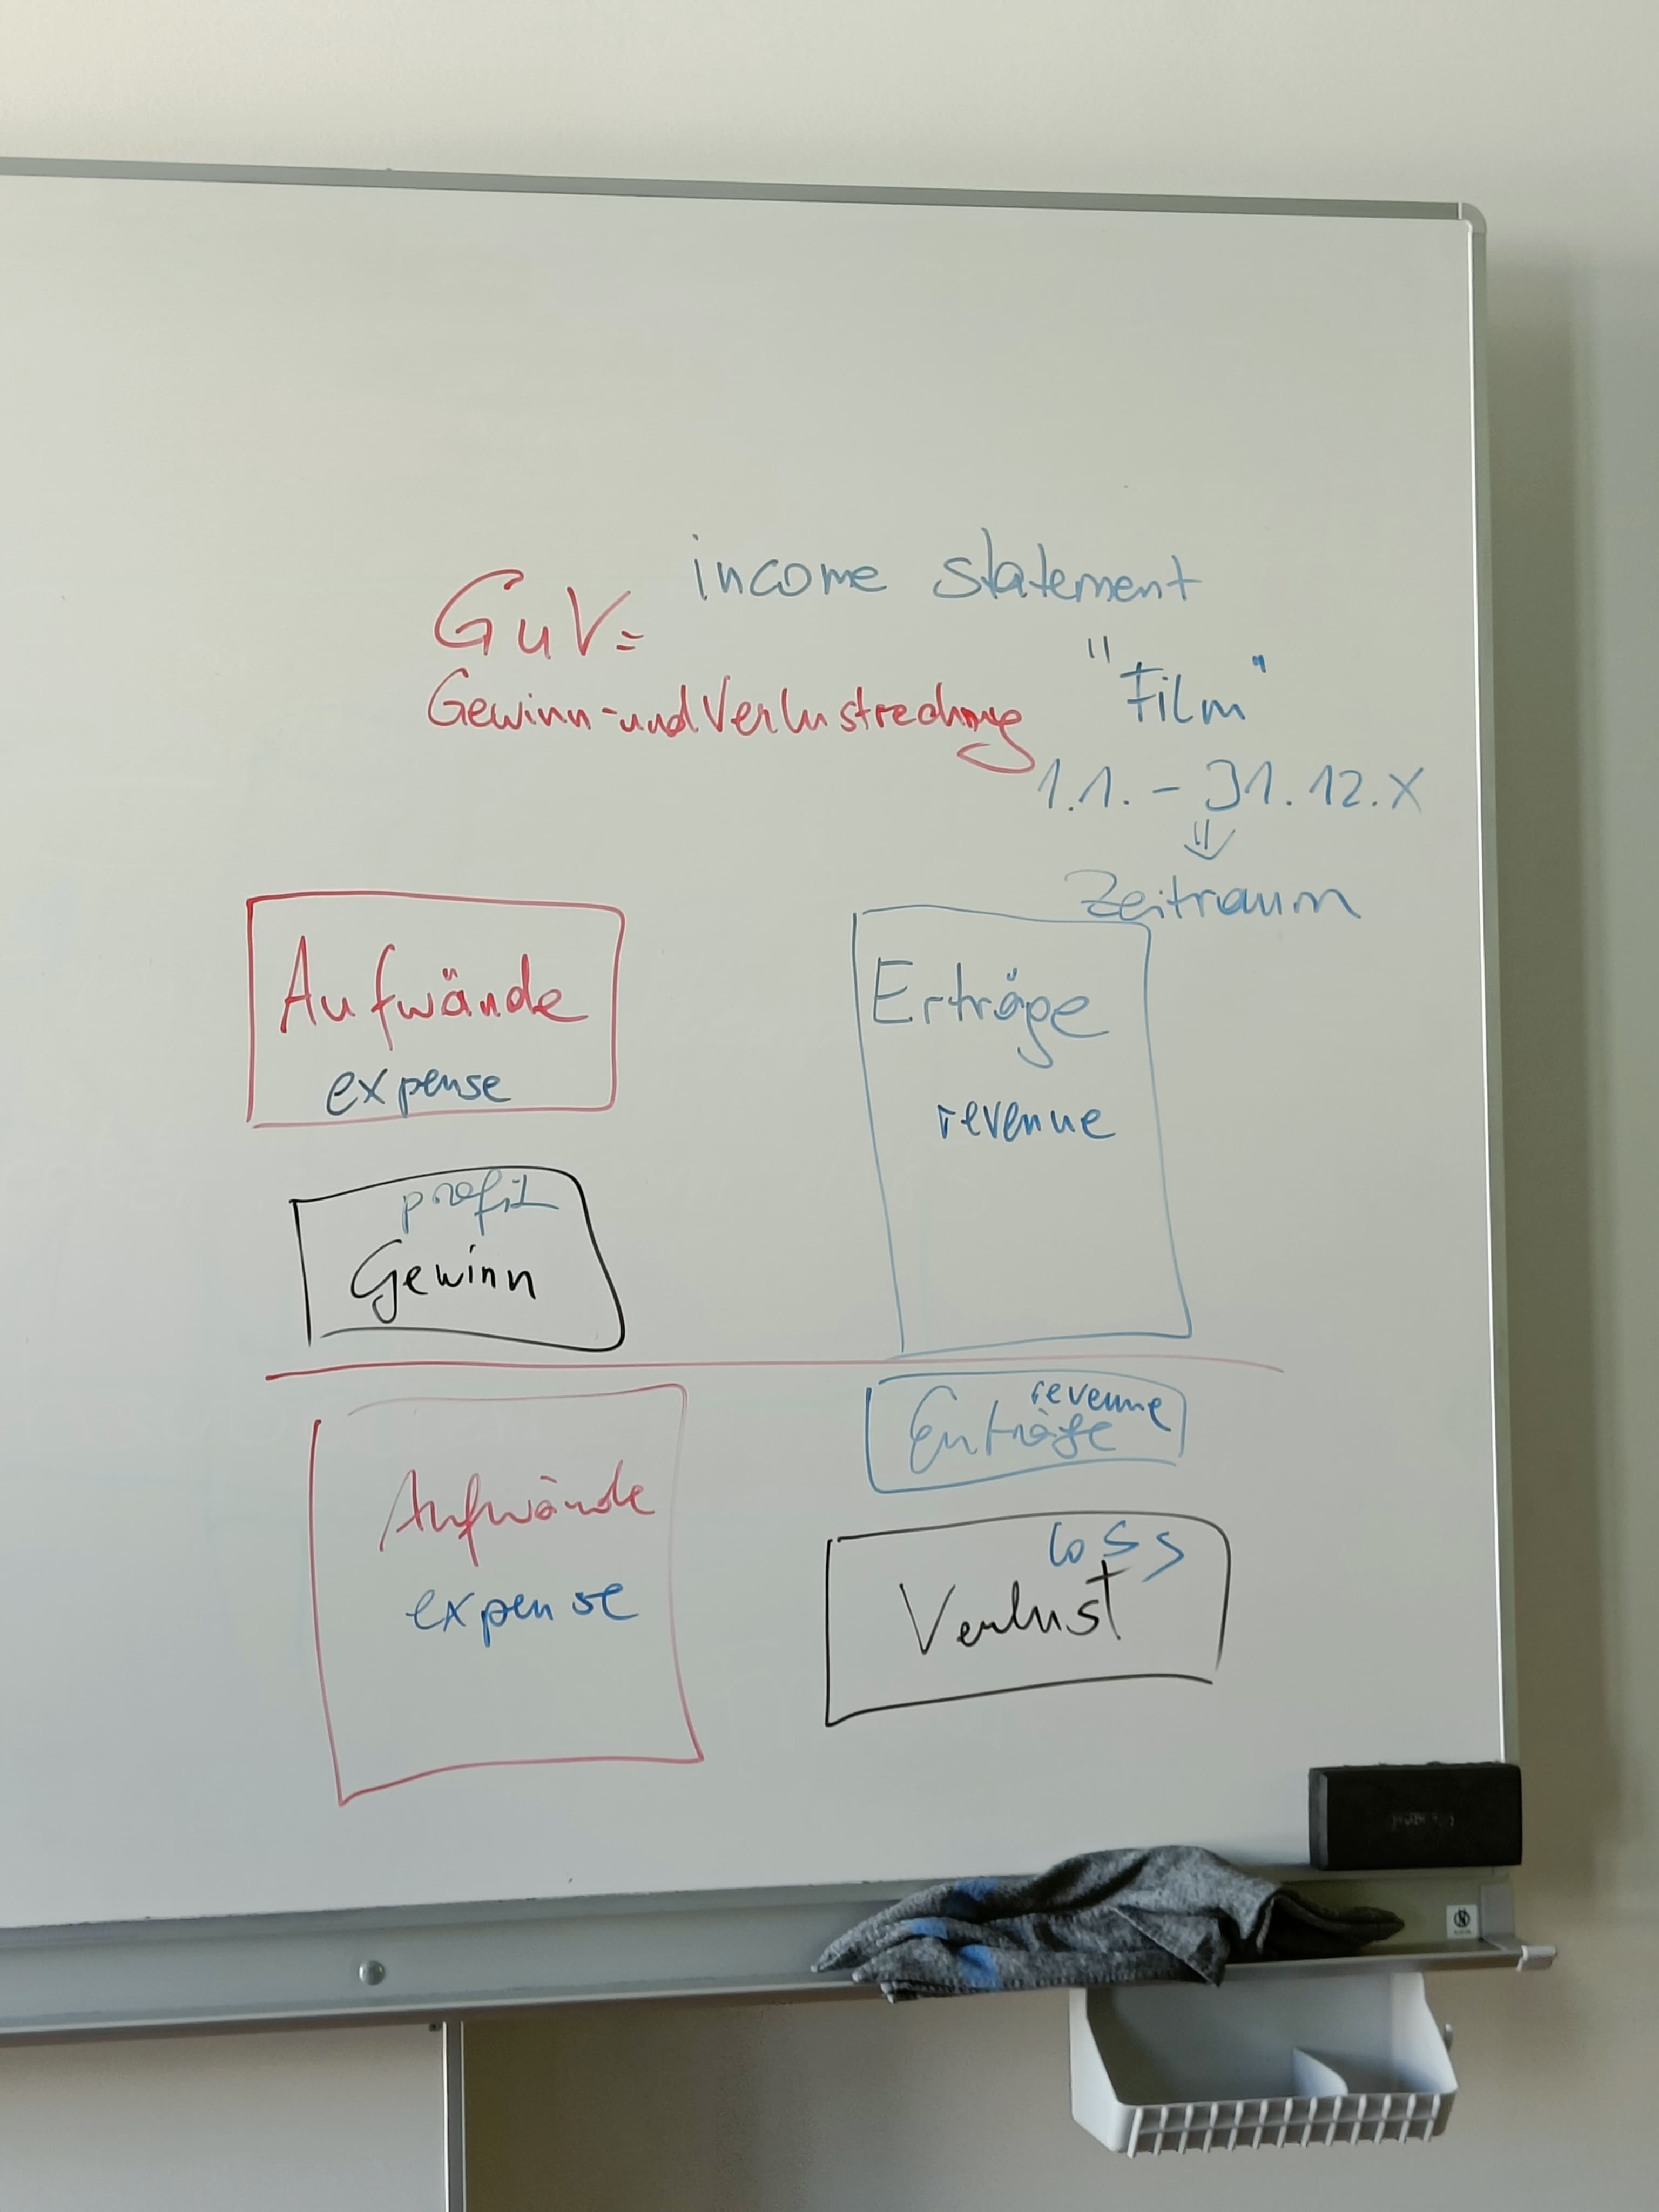 income statement
GuV=
Gewinn-und Verlustrechnung
"Film"
1.1. - 31.12.X
⇓
Zeitraum
Aufwände
expense
Erträge
revenue
profit
Gewinn
revenue
Erträge
Aufwände
expense
loss
Verlust